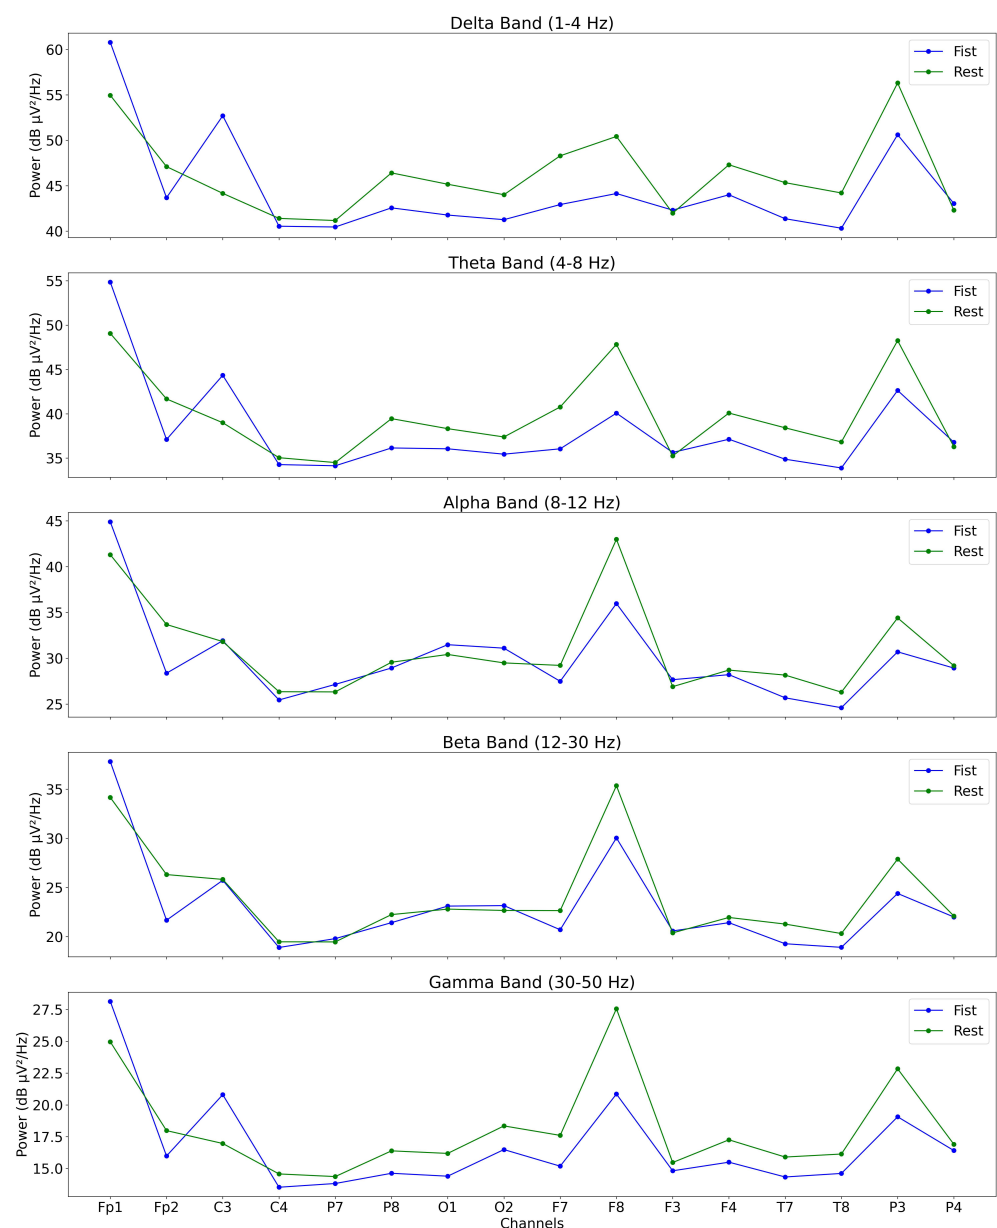 Delta Band (1-4 Hz)
Power (dB µV²/Hz)
60
55
50
45
40
Fist
Rest
Theta Band (4-8 Hz)
Power (dB µV²/Hz)
55
50
45
40
35
Fist
Rest
Alpha Band (8-12 Hz)
Power (dB µV²/Hz)
45
40
35
30
25
Fist
Rest
Beta Band (12-30 Hz)
Power (dB µV²/Hz)
35
30
25
20
Fist
Rest
Gamma Band (30-50 Hz)
Power (dB µV²/Hz)
27.5
25.0
22.5
20.0
17.5
15.0
Fist
Rest
Fp1 Fp2 C3 C4 P7 P8 O1 O2 F7 F8 F3 F4 T7 T8 P3 P4
Channels